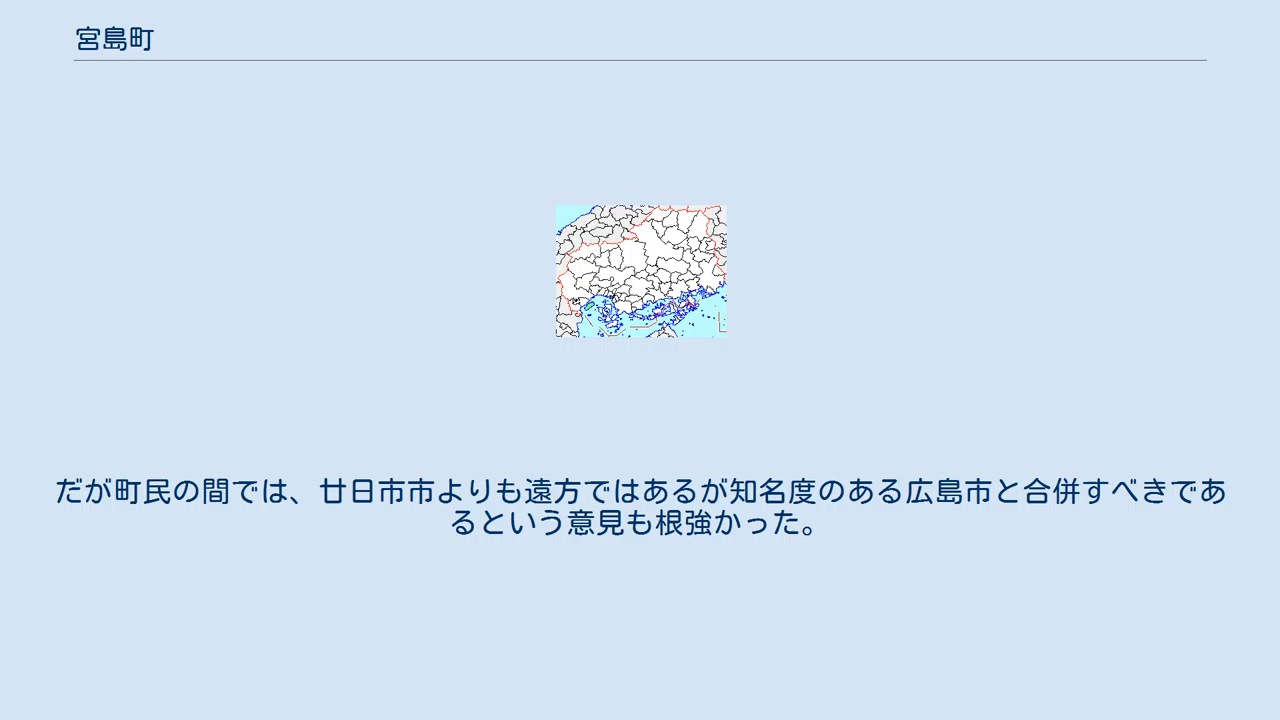 宮島町
だが町民の間では、廿日市市よりも遠方ではあるが知名度のある広島市と合併すべきであ
るという意見も根強かった。